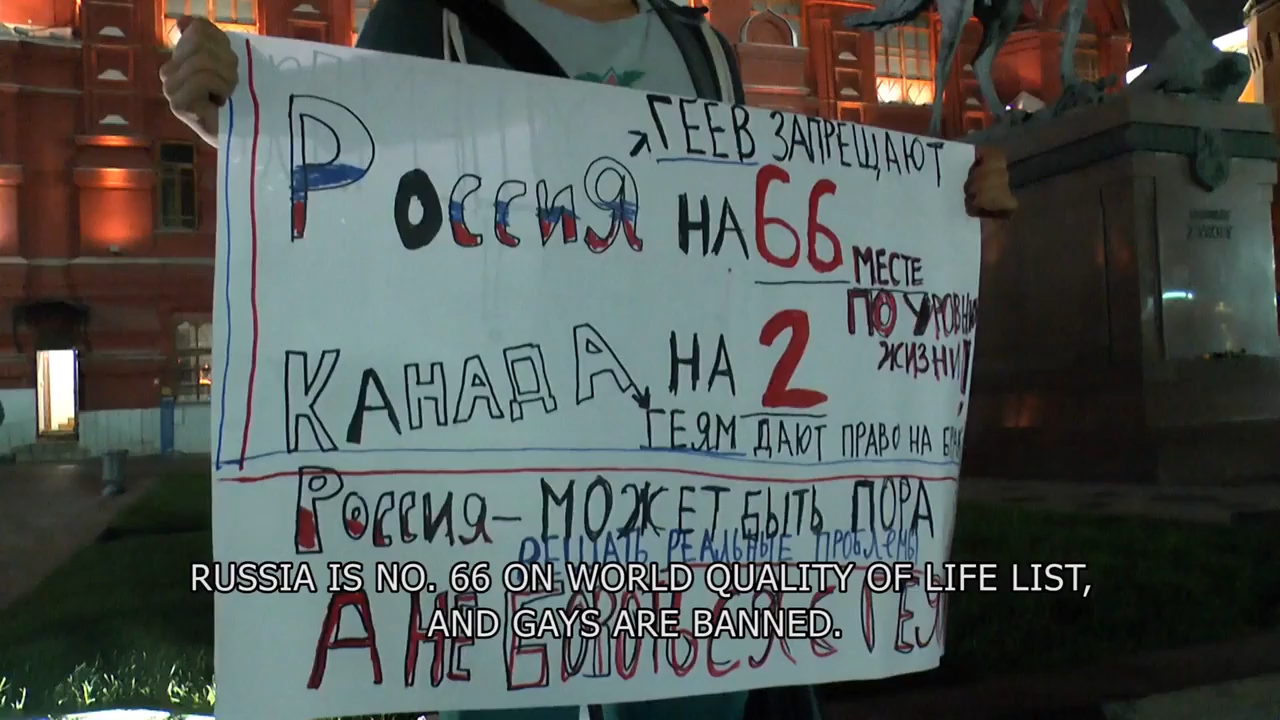 ГЕЕВ ЗАПРЕЩАЮТ
РОССИЯ НА 66 МЕСТЕ
ПО УРОВНЮ
ЖИЗНИ!
КАНАДА НА 2
ГЕЯМ ДАЮТ ПРАВО НА БРАК
РОССИЯ – МОЖЕТ БЫТЬ ПОРА
РЕШАТЬ РЕАЛЬНЫЕ ПРОБЛЕМЫ
RUSSIA IS NO. 66 ON WORLD QUALITY OF LIFE LIST,
А НЕ БОРОТЬСЯ С
AND GAYS ARE BANNED.